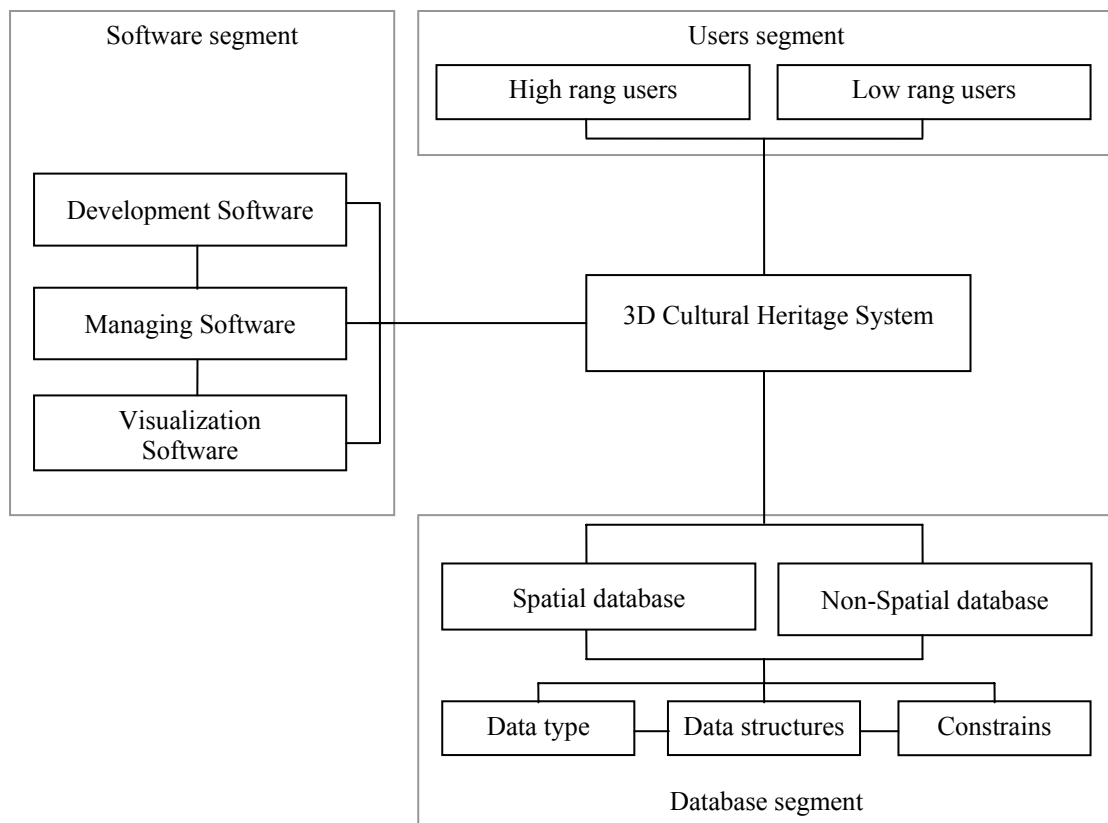 Software segment
Users segment
High rang users
Low rang users
Development Software
Managing Software
Visualization
Software
3D Cultural Heritage System
Spatial database
Non-Spatial database
Data type
Data structures
Constrains
Database segment